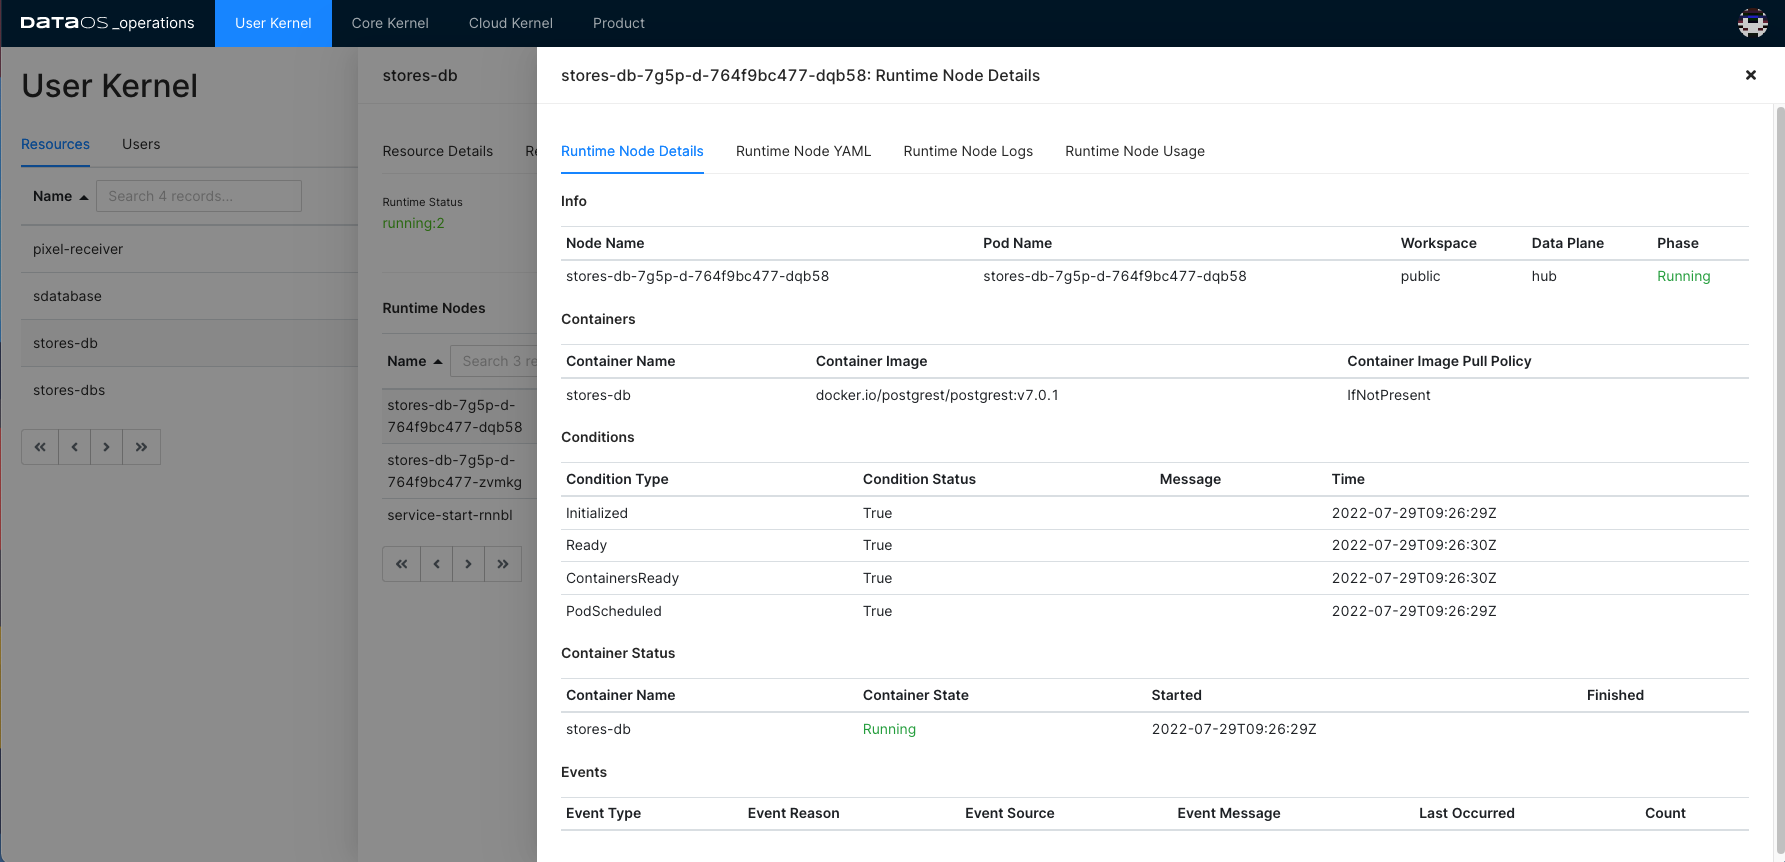 DATAOS _operations User Kernel Core Kernel Cloud Kernel Product
User Kernel
Resources Users
Name Search 4 records...
pixel-receiver
sdatabase
stores-db
stores-dbs
stores-db
Resource Details Re
Runtime Status
running:2
Runtime Nodes
Name Search 3 re
stores-db-7g5p-d-
764f9bc477-dqb58
stores-db-7g5p-d-
764f9bc477-zvmkg
service-start-rnnbl
stores-db-7g5p-d-764f9bc477-dqb58: Runtime Node Details
Runtime Node Details Runtime Node YAML Runtime Node Logs Runtime Node Usage
Info
Node Name Pod Name Workspace Data Plane Phase
stores-db-7g5p-d-764f9bc477-dqb58 stores-db-7g5p-d-764f9bc477-dqb58 public hub Running
Containers
Container Name Container Image Container Image Pull Policy
stores-db docker.io/postgrest/postgrest:v7.0.1 IfNotPresent
Conditions
Condition Type Condition Status Message Time
Initialized True 2022-07-29T09:26:29Z
Ready True 2022-07-29T09:26:30Z
ContainersReady True 2022-07-29T09:26:30Z
PodScheduled True 2022-07-29T09:26:29Z
Container Status
Container Name Container State Started Finished
stores-db Running 2022-07-29T09:26:29Z
Events
Event Type Event Reason Event Source Event Message Last Occurred Count